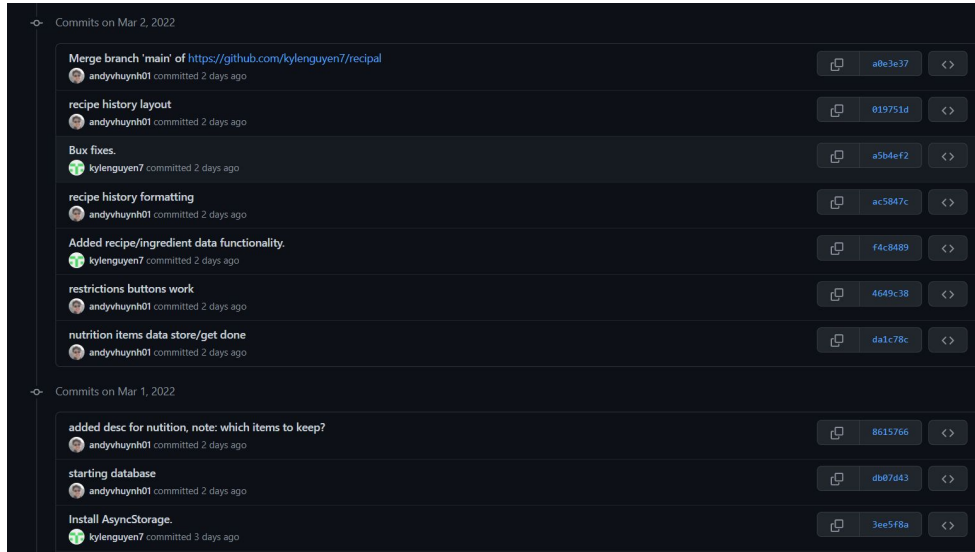 Commits on Mar 2, 2022
Merge branch 'main' of https://github.com/kylenguyen7/recipal
andyvhuynh01 committed 2 days ago
a0e3e37
recipe history layout
andyvhuynh01 committed 2 days ago
019751d
Bux fixes.
kylenguyen7 committed 2 days ago
a5b4ef2
recipe history formatting
andyvhuynh01 committed 2 days ago
ac5847c
Added recipe/ingredient data functionality.
kylenguyen7 committed 2 days ago
f4c8489
restrictions buttons work
andyvhuynh01 committed 2 days ago
4649c38
nutrition items data store/get done
andyvhuynh01 committed 2 days ago
da1c78c
Commits on Mar 1, 2022
added desc for nutition, note: which items to keep?
andyvhuynh01 committed 2 days ago
8615766
starting database
andyvhuynh01 committed 2 days ago
db07d43
Install AsyncStorage.
kylenguyen7 committed 3 days ago
3ee5f8a